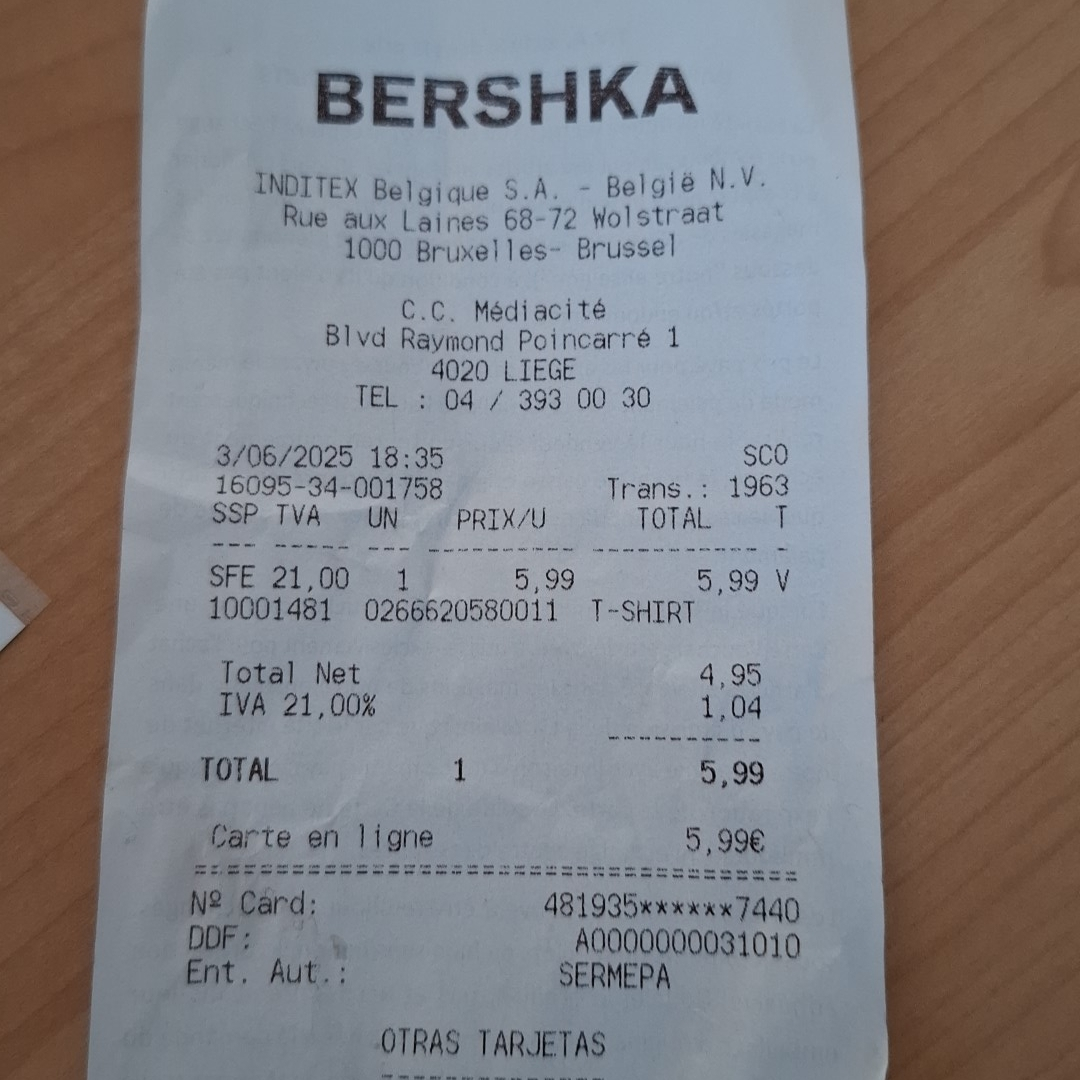 BERSHKA
INDITEX Belgique S.A. - België N.V.
Rue aux Laines 68-72 Wolstraat
1000 Bruxelles- Brussel
C.C. Médiacité
Blvd Raymond Poincarré 1
4020 LIEGE
TEL : 04 / 393 00 30
3/06/2025 18:35 SCO
16095-34-001758 Trans.: 1963
SSP TVA UN PRIX/U TOTAL T
--- ----- --- ---------- ----------- -
SFE 21,00 1 5,99 5,99 V
10001481 0266620580011 T-SHIRT
Total Net 4,95
IVA 21,00% 1,04
----------
TOTAL 1 5,99
Carte en ligne 5,99€
========================================
Nº Card: 481935******7440
DDF: A0000000031010
Ent. Aut.: SERMEPA
OTRAS TARJETAS